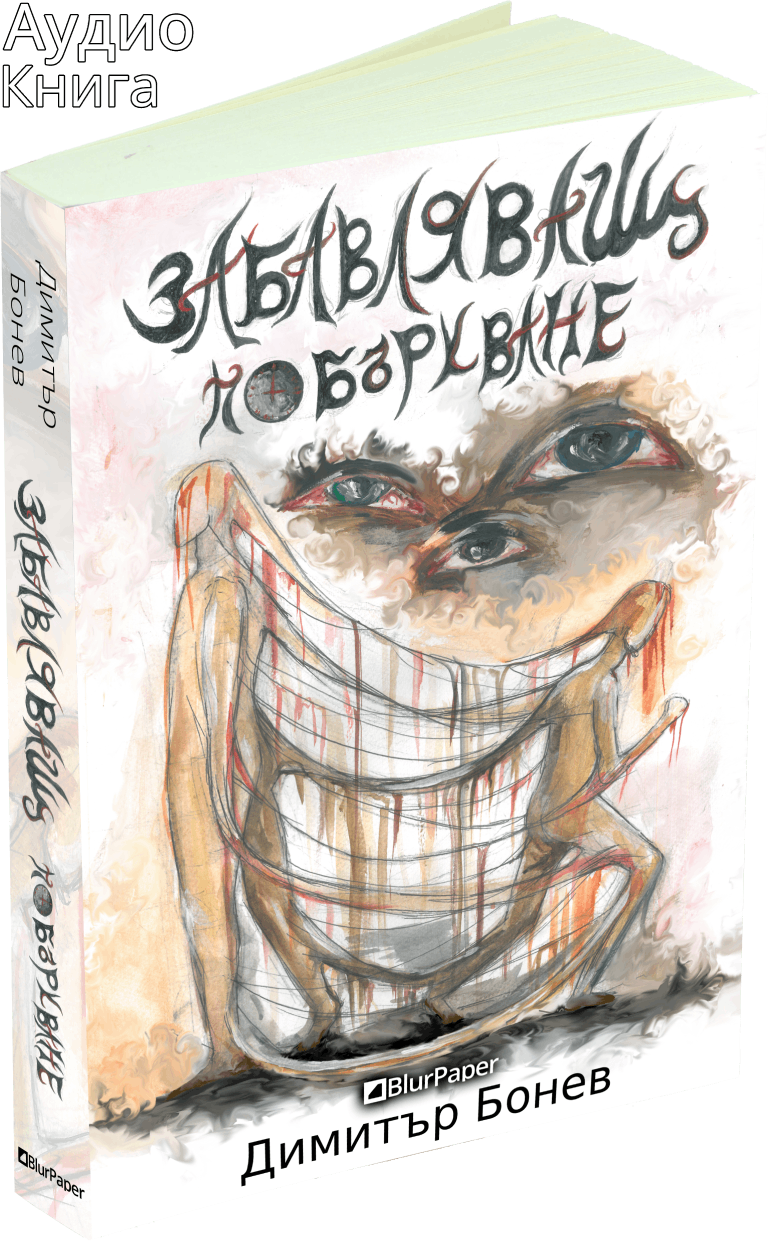 Аудио
Книга
ЗАБАВЛЯВАЩО
ПОБЪРКВАНЕ
BlurPaper
Димитър Бонев
Димитър
Бонев
ЗАБАВЛЯВАЩО ПОБЪРКВАНЕ
BlurPaper